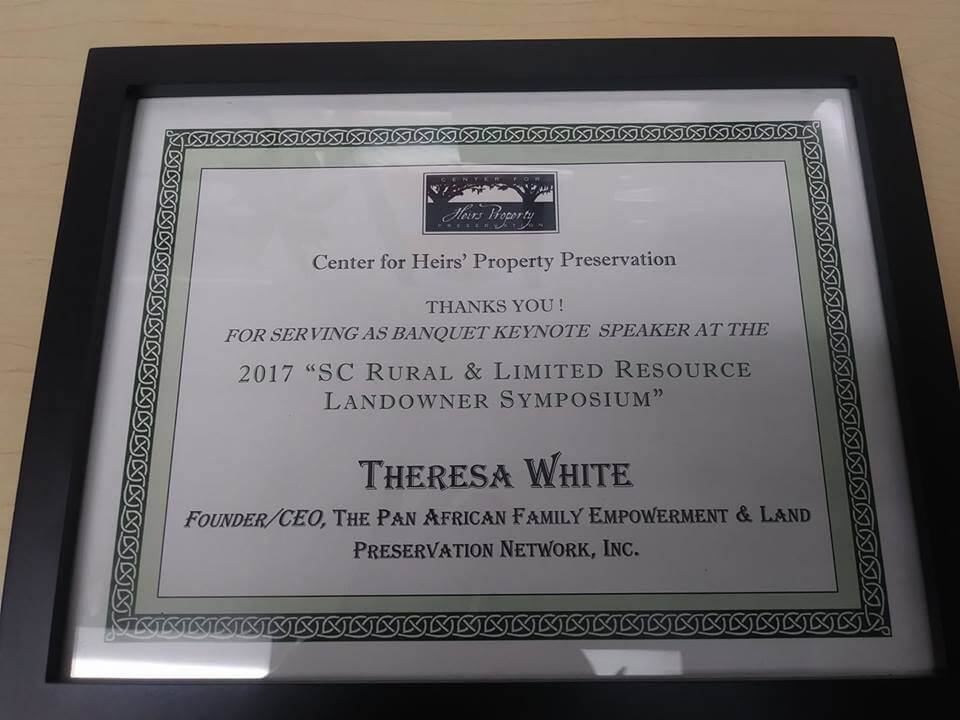 CENTER FOR
Heirs Property
PRESERVATION
Center for Heirs' Property Preservation
THANKS YOU !
FOR SERVING AS BANQUET KEYNOTE SPEAKER AT THE
2017 “SC RURAL & LIMITED RESOURCE
LANDOWNER SYMPOSIUM”
THERESA WHITE
FOUNDER/CEO, THE PAN AFRICAN FAMILY EMPOWERMENT & LAND
PRESERVATION NETWORK, INC.